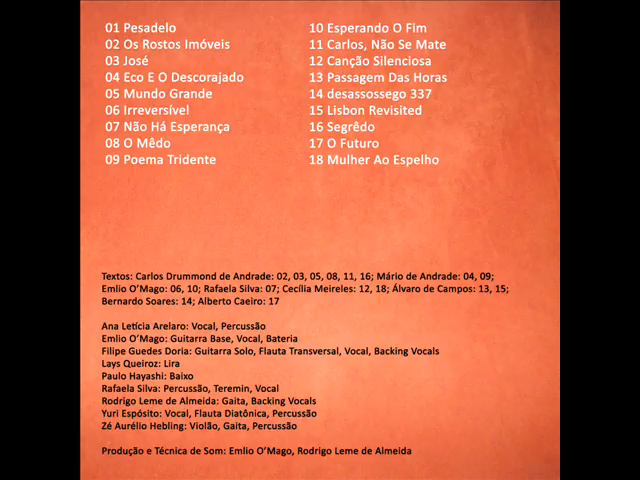 01 Pesadelo
02 Os Rostos Imóveis
03 José
04 Eco E O Descorajado
05 Mundo Grande
06 Irreversível
07 Não Há Esperança
08 O Mêdo
09 Poema Tridente
10 Esperando O Fim
11 Carlos, Não Se Mate
12 Canção Silenciosa
13 Passagem Das Horas
14 desassossego 337
15 Lisbon Revisited
16 Segrêdo
17 O Futuro
18 Mulher Ao Espelho
Textos: Carlos Drummond de Andrade: 02, 03, 05, 08, 11, 16; Mário de Andrade: 04, 09;
Emlio O'Mago: 06, 10; Rafaela Silva: 07; Cecília Meireles: 12, 18; Álvaro de Campos: 13, 15;
Bernardo Soares: 14; Alberto Caeiro: 17
Ana Letícia Arelaro: Vocal, Percussão
Emlio O'Mago: Guitarra Base, Vocal, Bateria
Filipe Guedes Doria: Guitarra Solo, Flauta Transversal, Vocal, Backing Vocals
Lays Queiroz: Lira
Paulo Hayashi: Baixo
Rafaela Silva: Percussão, Teremin, Vocal
Rodrigo Leme de Almeida: Gaita, Backing Vocals
Yuri Espósito: Vocal, Flauta Diatônica, Percussão
Zé Aurélio Hebling: Violão, Gaita, Percussão
Produção e Técnica de Som: Emlio O'Mago, Rodrigo Leme de Almeida